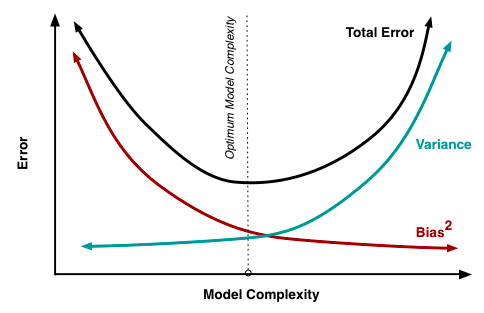 Total Error
Optimum Model Complexity
Variance
Error
Bias2
Model Complexity